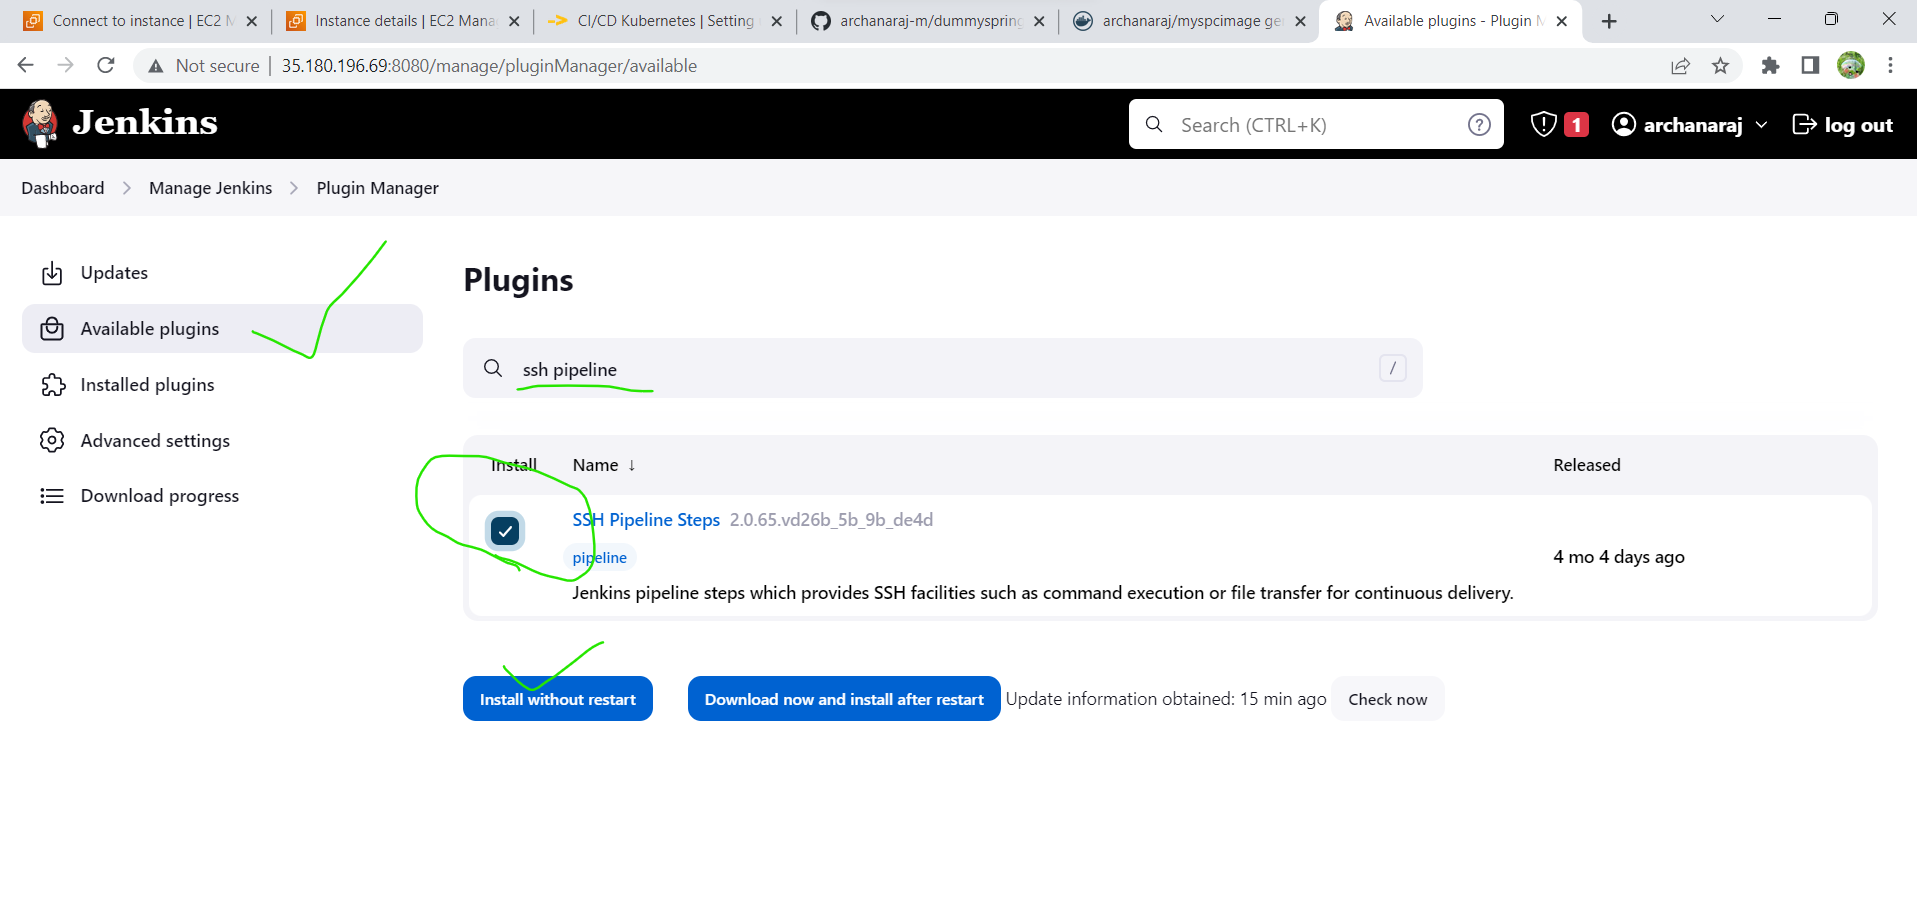 Connect to instance | EC2 M
Instance details | EC2 Mana
CI/CD Kubernetes | Setting
archanaraj-m/dummyspring
archanaraj/myspcimage ge
Available plugins - Plugin M
Not secure | 35.180.196.69:8080/manage/pluginManager/available
Jenkins
Search (CTRL+K)
?
! 1
archanaraj
log out
Dashboard > Manage Jenkins > Plugin Manager
Updates
Available plugins
Installed plugins
Advanced settings
Download progress
Plugins
ssh pipeline
/
Install Name ↓ Released
SSH Pipeline Steps 2.0.65.vd26b_5b_9b_de4d
pipeline
4 mo 4 days ago
Jenkins pipeline steps which provides SSH facilities such as command execution or file transfer for continuous delivery.
Install without restart
Download now and install after restart
Update information obtained: 15 min ago
Check now